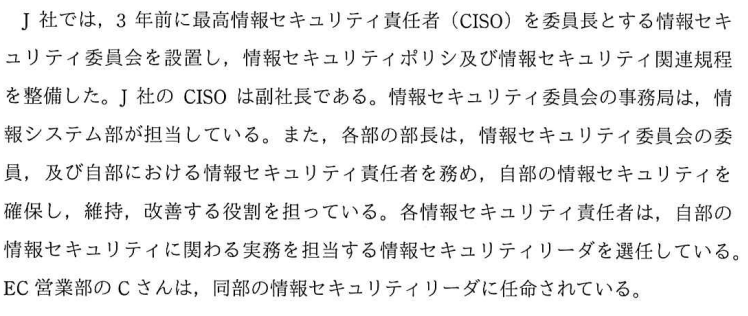 J 社では，3 年前に最高情報セキュリティ責任者（CISO）を委員長とする情報セキ
ュリティ委員会を設置し，情報セキュリティポリシ及び情報セキュリティ関連規程
を整備した。J 社の CISO は副社長である。情報セキュリティ委員会の事務局は，情
報システム部が担当している。また，各部の部長は，情報セキュリティ委員会の委
員，及び自部における情報セキュリティ責任者を務め，自部の情報セキュリティを
確保し，維持，改善する役割を担っている。各情報セキュリティ責任者は，自部の
情報セキュリティに関わる実務を担当する情報セキュリティリーダを選任している。
EC 営業部の C さんは，同部の情報セキュリティリーダに任命されている。